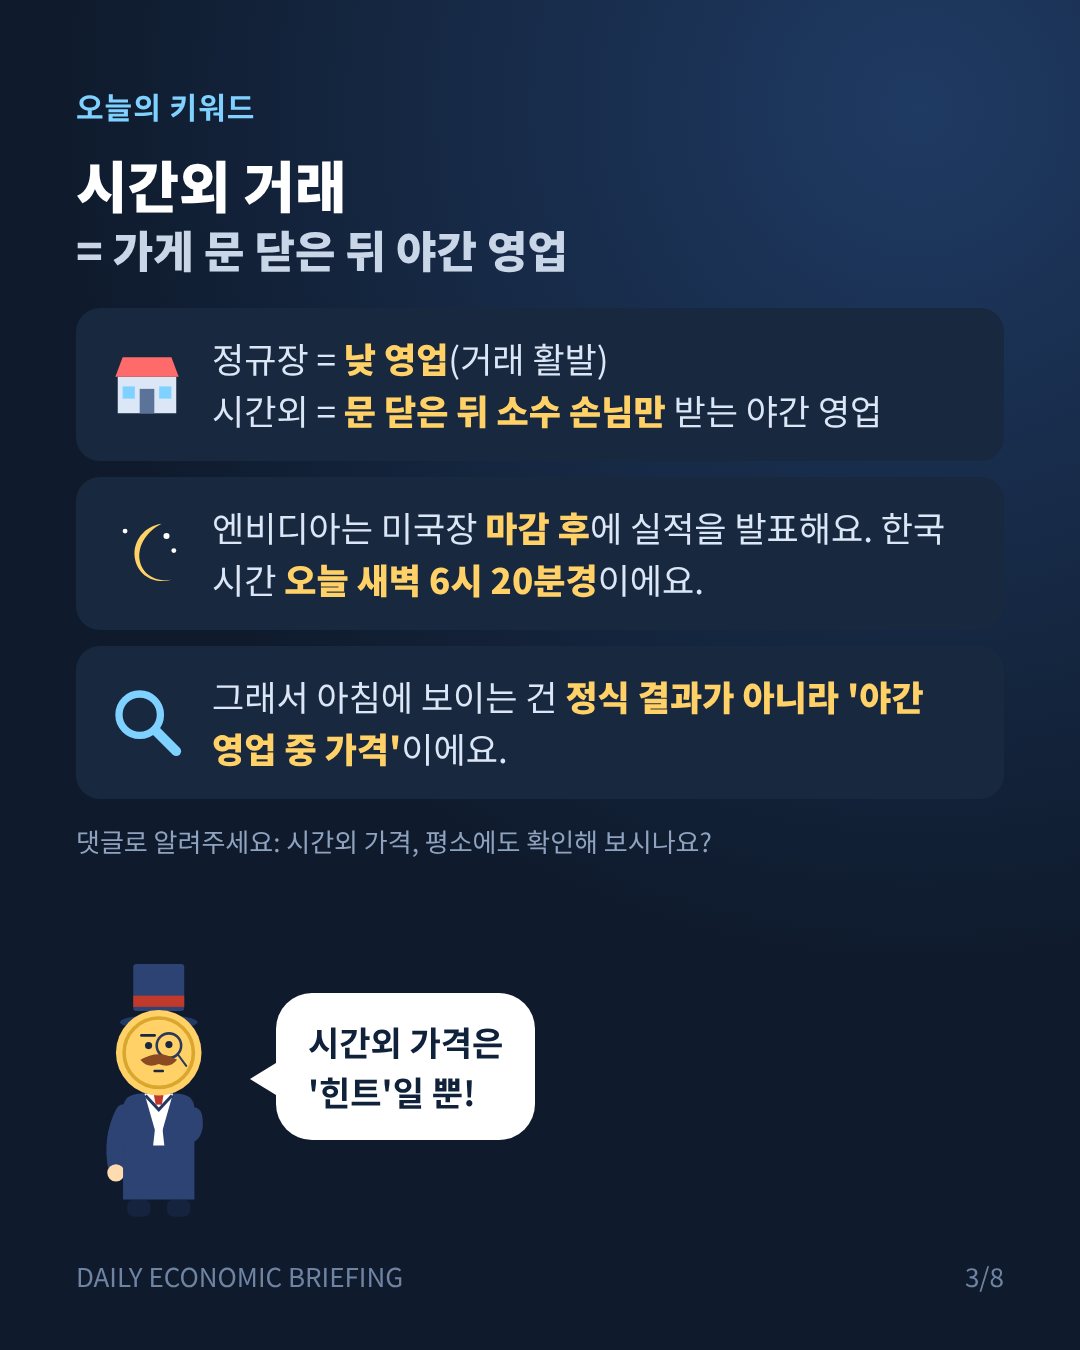 오늘의 키워드
시간외 거래
= 가게 문 닫은 뒤 야간 영업
정규장 = 낮 영업(거래 활발)
시간외 = 문 닫은 뒤 소수 손님만 받는 야간 영업
엔비디아는 미국장 마감 후에 실적을 발표해요. 한국
시간 오늘 새벽 6시 20분경이에요.
그래서 아침에 보이는 건 정식 결과가 아니라 '야간
영업 중 가격'이에요.
댓글로 알려주세요: 시간외 가격, 평소에도 확인해 보시나요?
시간외 가격은
'힌트'일 뿐!
DAILY ECONOMIC BRIEFING
3/8